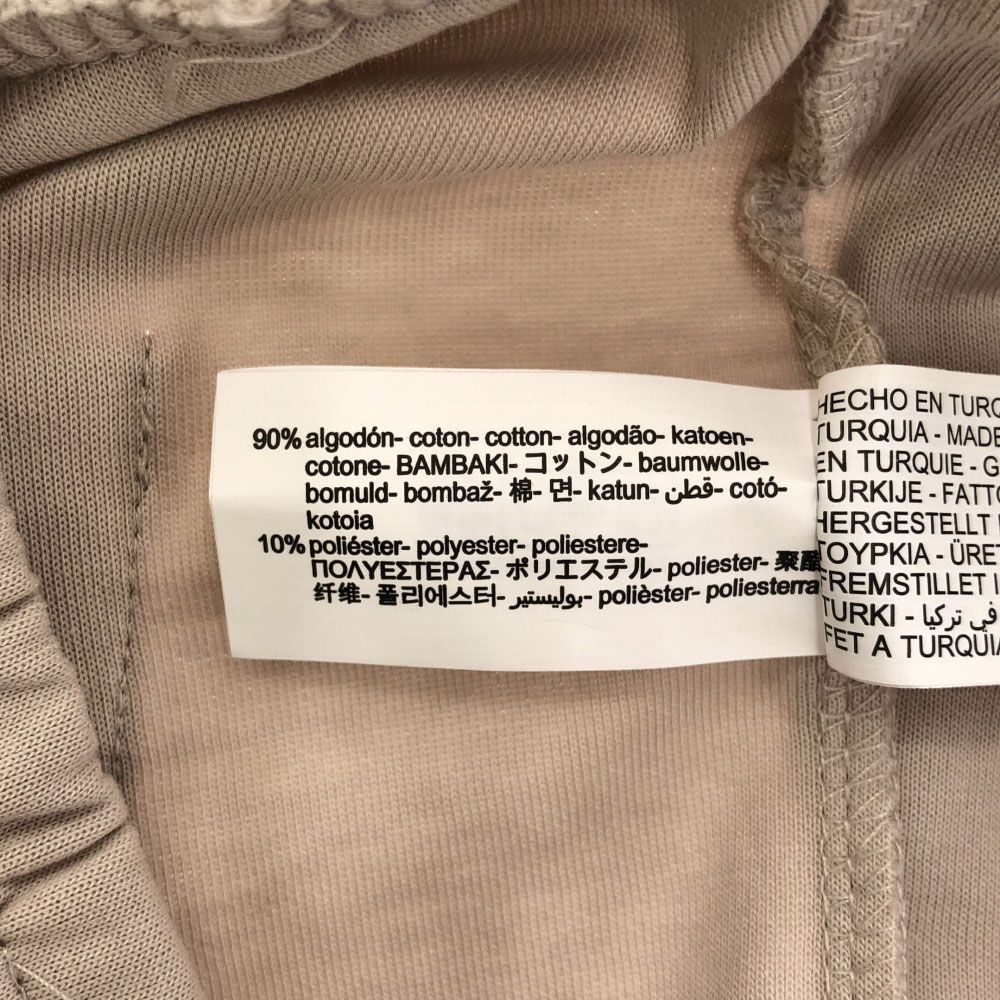 90% algodón- coton- cotton- algodão- katoen-
cotone- BAMBAKI- コットン- baumwolle-
bomuld- bombaž- 棉- 면- katun- قطن- cotó-
kotoia
10% poliéster- polyester- poliestere-
ΠΟΛΥΕΣΤΕΡΑΣ- ポリエステル- poliester- 聚酯
纤维- 폴리에스터- بوليستير- polièster- poliesterra
HECHO EN TURQ
TURQUIA - MADE
EN TURQUIE - G
TURKIJE - FATTO
HERGESTELLT
ΤΟΥΡΚΙΑ - ÜRET
FREMSTILLET I
TURKI - في تركيا
FET A TURQUIA